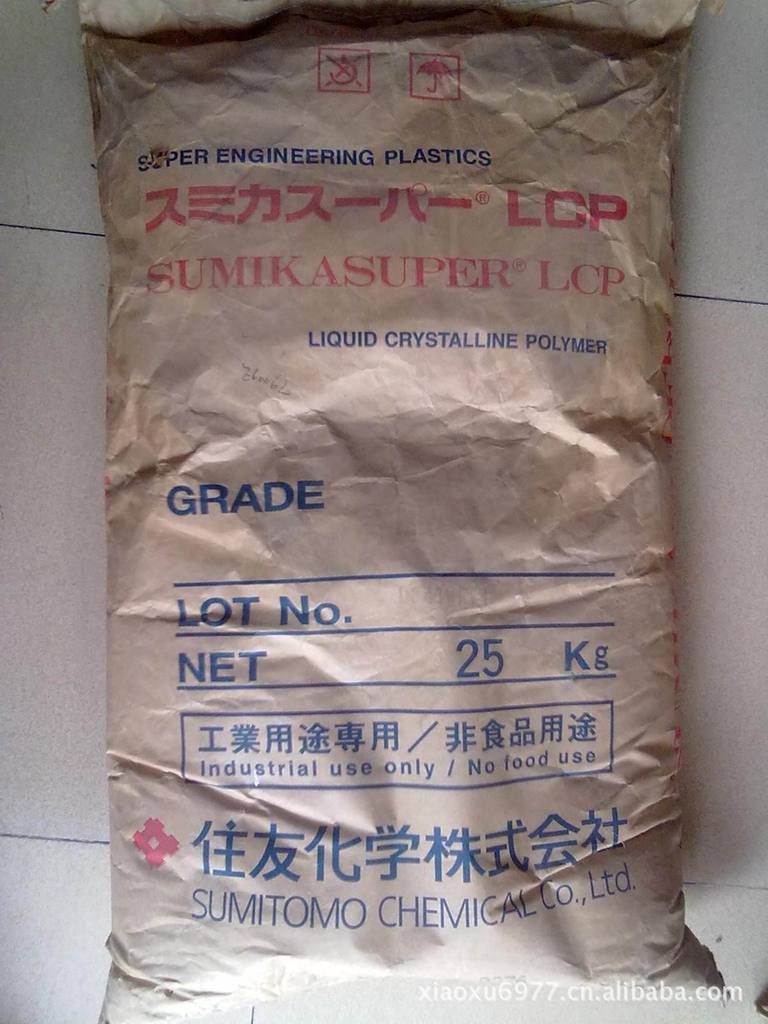 SUPER ENGINEERING PLASTICS
スミカスーパー® LCP
SUMIKASUPER® LCP
LIQUID CRYSTALLINE POLYMER
GRADE
LOT No.
NET 25 Kg
工業用途専用／非食品用途
Industrial use only / No food use
住友化学株式会社
SUMITOMO CHEMICAL Co., Ltd.
xiaoxu6977.cn.alibaba.com